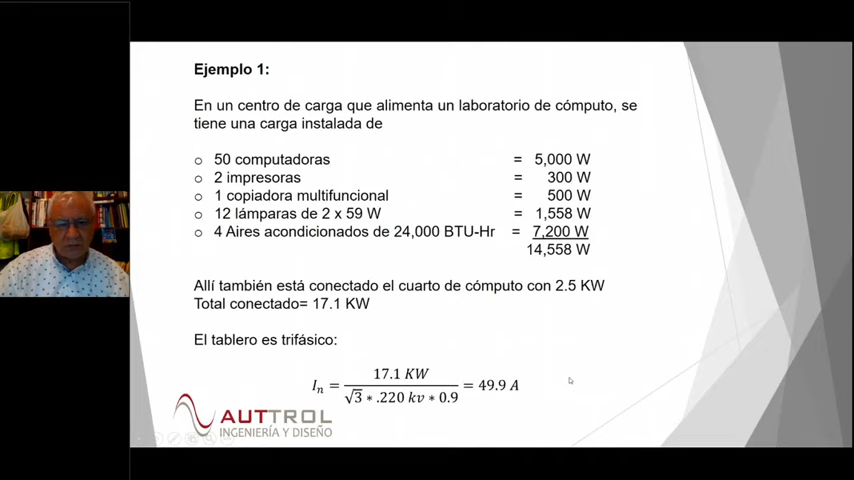 Ejemplo 1:
En un centro de carga que alimenta un laboratorio de cómputo, se
tiene una carga instalada de
o 50 computadoras = 5,000 W
o 2 impresoras = 300 W
o 1 copiadora multifuncional = 500 W
o 12 lámparas de 2 x 59 W = 1,558 W
o 4 Aires acondicionados de 24,000 BTU-Hr = 7,200 W
14,558 W
Allí también está conectado el cuarto de cómputo con 2.5 KW
Total conectado= 17.1 KW
El tablero es trifásico:
I_n = 17.1 KW / (√3 * .220 kv * 0.9) = 49.9 A
AUTTROL
INGENIERÍA Y DISEÑO